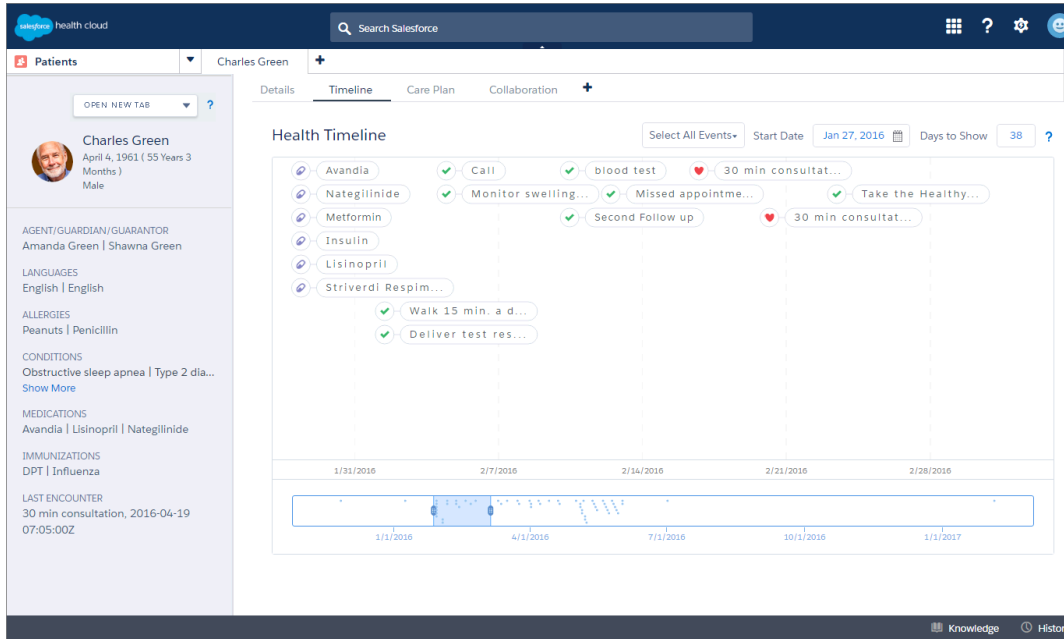 salesforce health cloud
Search Salesforce
?
Patients
Charles Green
+
OPEN NEW TAB
?
Charles Green
April 4, 1961 ( 55 Years 3
Months )
Male
AGENT/GUARDIAN/GUARANTOR
Amanda Green | Shawna Green
LANGUAGES
English | English
ALLERGIES
Peanuts | Penicillin
CONDITIONS
Obstructive sleep apnea | Type 2 dia...
Show More
MEDICATIONS
Avandia | Lisinopril | Nateglinide
IMMUNIZATIONS
DPT | Influenza
LAST ENCOUNTER
30 min consultation, 2016-04-19
07:05:00Z
Details Timeline Care Plan Collaboration +
Health Timeline
Select All Events Start Date Jan 27, 2016 Days to Show 38 ?
Avandia Call blood test 30 min consultat...
Nategilinide Monitor swelling... Missed appointme... Take the Healthy...
Metformin Second Follow up 30 min consultat...
Insulin
Lisinopril
Striverdi Respim...
Walk 15 min. a d...
Deliver test res...
1/31/2016 2/7/2016 2/14/2016 2/21/2016 2/28/2016
1/1/2016 4/1/2016 7/1/2016 10/1/2016 1/1/2017
Knowledge Histor